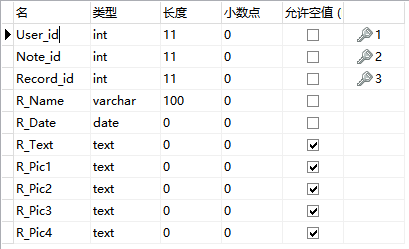 名 类型 长度 小数点 允许空值 (
User_id int 11 0 1
Note_id int 11 0 2
Record_id int 11 0 3
R_Name varchar 100 0
R_Date date 0 0
R_Text text 0 0
R_Pic1 text 0 0
R_Pic2 text 0 0
R_Pic3 text 0 0
R_Pic4 text 0 0